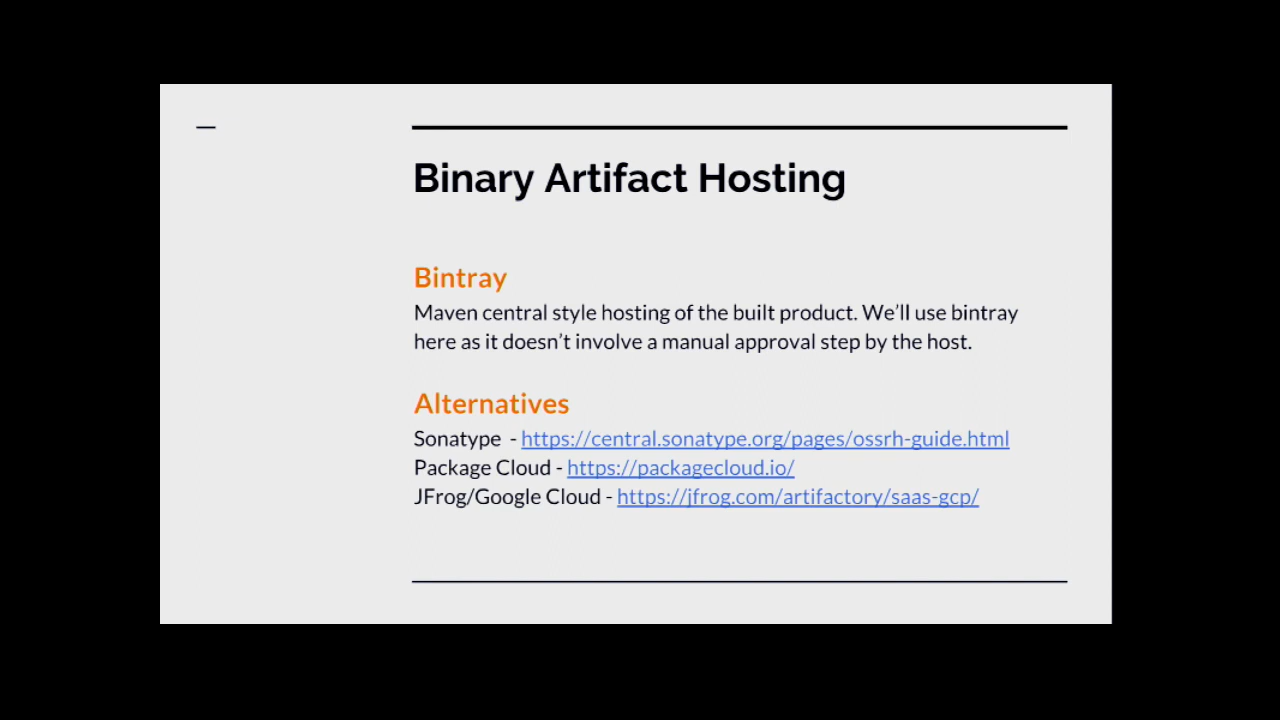 Binary Artifact Hosting
Bintray
Maven central style hosting of the built product. We’ll use bintray
here as it doesn’t involve a manual approval step by the host.
Alternatives
Sonatype  - https://central.sonatype.org/pages/ossrh-guide.html
Package Cloud - https://packagecloud.io/
JFrog/Google Cloud - https://jfrog.com/artifactory/saas-gcp/